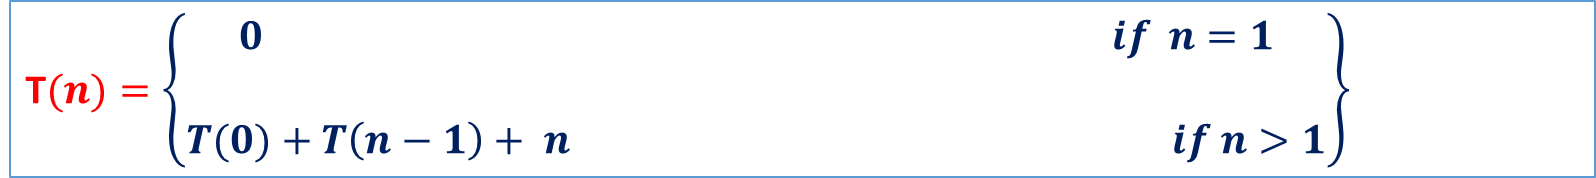 0 if n = 1
T(n) =
T(0) + T(n − 1) + n if n > 1